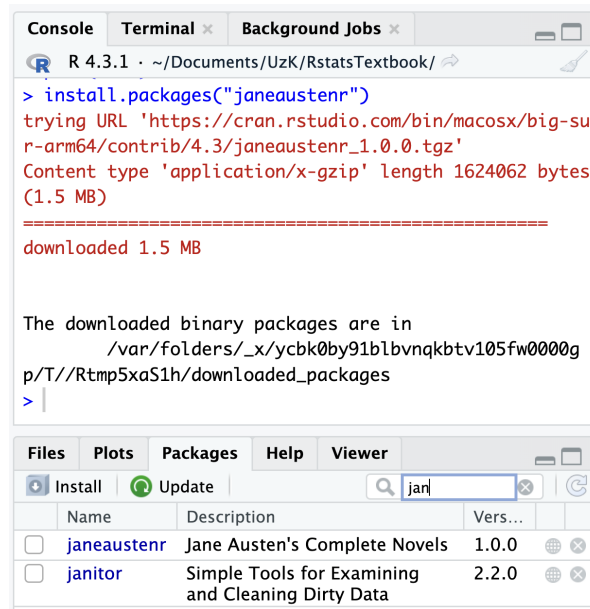 Console Terminal Background Jobs
R R 4.3.1 · ~/Documents/UzK/RstatsTextbook/
> install.packages("janeaustenr")
trying URL 'https://cran.rstudio.com/bin/macosx/big-su
r-arm64/contrib/4.3/janeaustenr_1.0.0.tgz'
Content type 'application/x-gzip' length 1624062 bytes
(1.5 MB)
==================================================
downloaded 1.5 MB
The downloaded binary packages are in
/var/folders/_x/ycbk0by91blbvnqkbtv105fw0000g
p/T//Rtmp5xaS1h/downloaded_packages
>
Files Plots Packages Help Viewer
Install Update jan
Name Description Vers...
janeaustenr Jane Austen's Complete Novels 1.0.0
janitor Simple Tools for Examining 2.2.0
and Cleaning Dirty Data